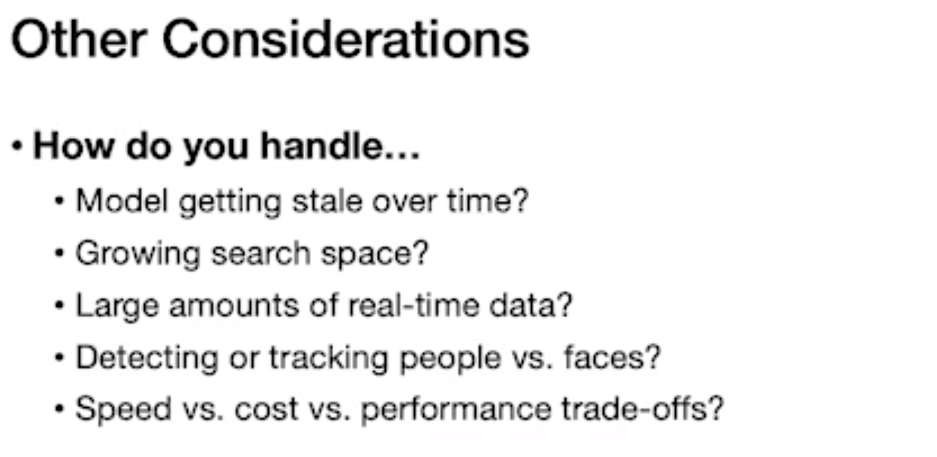 Other Considerations
• How do you handle...
• Model getting stale over time?
• Growing search space?
• Large amounts of real-time data?
• Detecting or tracking people vs. faces?
• Speed vs. cost vs. performance trade-offs?